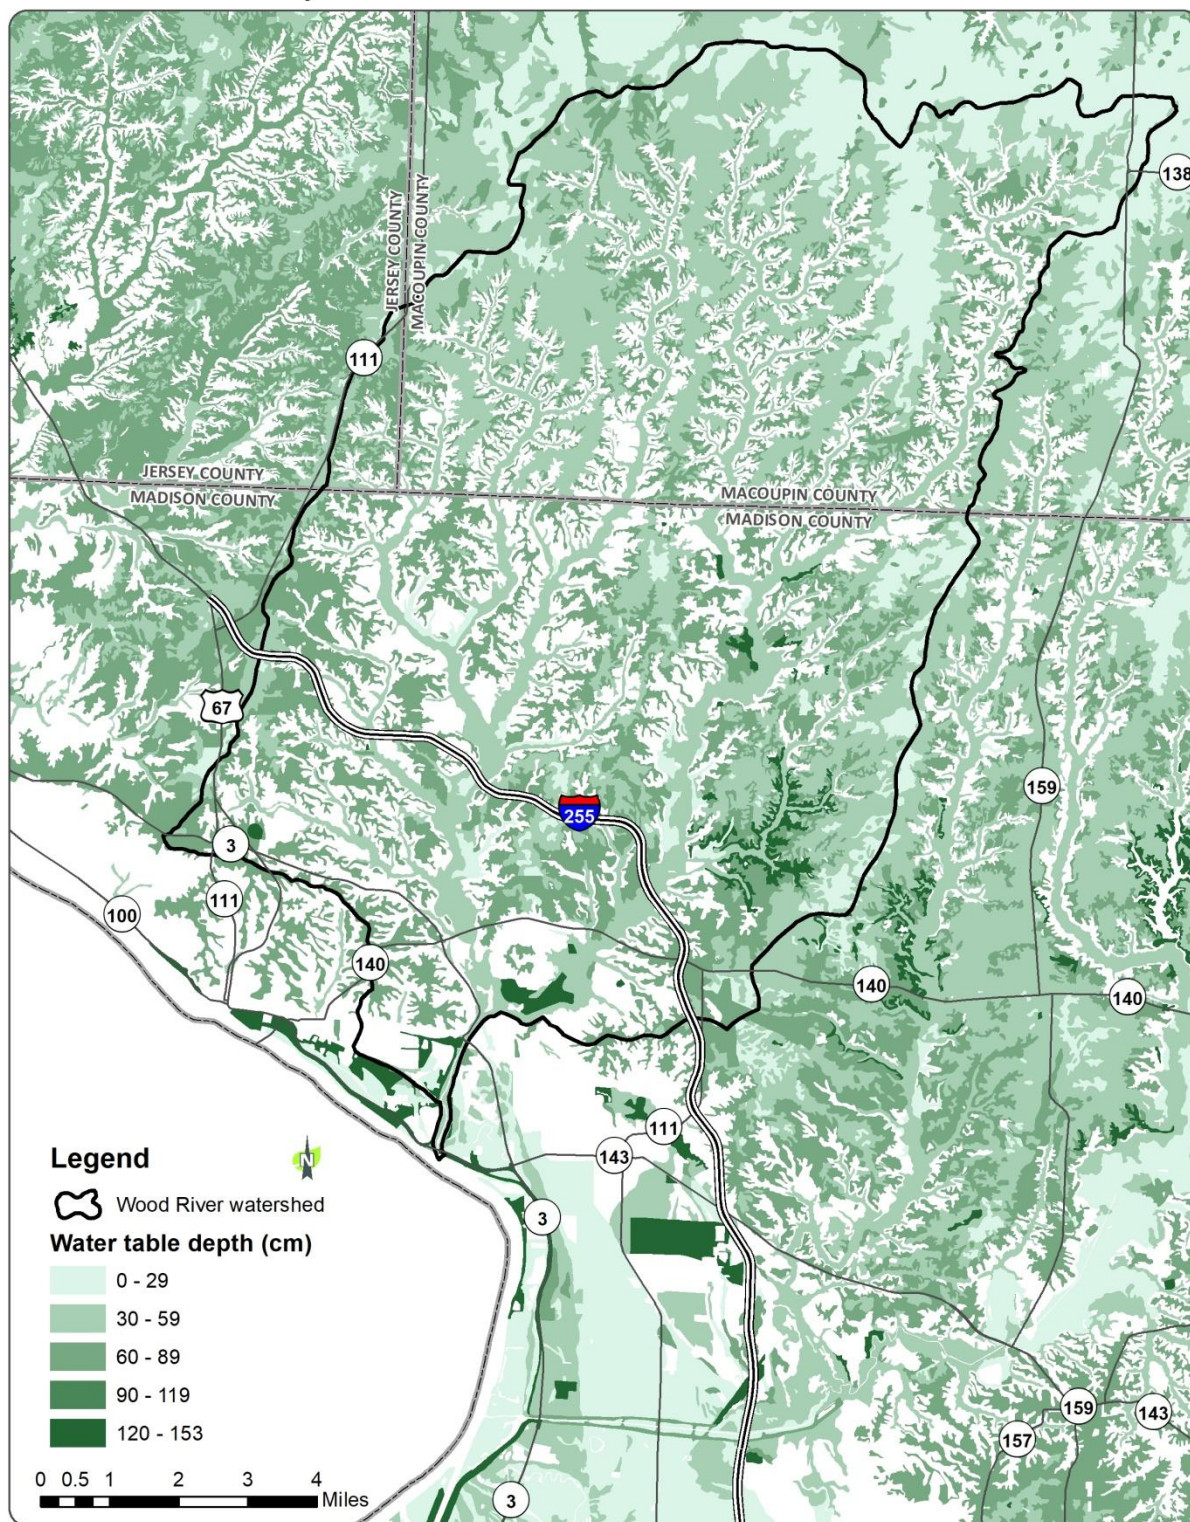 138
JERSEY COUNTY
MACOUPIN COUNTY
111
JERSEY COUNTY
MADISON COUNTY
MACOUPIN COUNTY
MADISON COUNTY
67
255
159
3
111
100
140
140
140
111
143
3
Legend
N
Wood River watershed
Water table depth (cm)
0 - 29
30 - 59
60 - 89
90 - 119
120 - 153
159
143
157
3
0 0.5 1 2 3 4
Miles